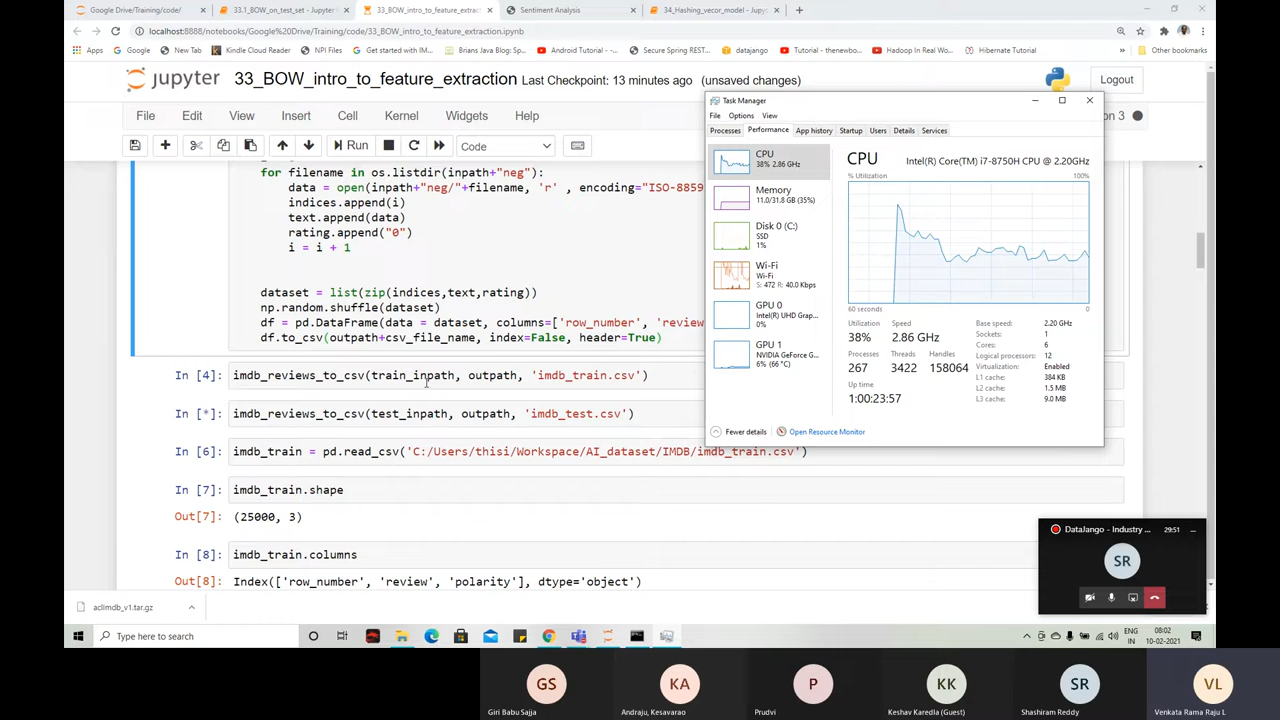 Google Drive/Training/code/
33.1_BOW_on_test_set - Jupyter
33_BOW_intro_to_feature_extract
Sentiment Analysis
34_Hashing_vecor_model - Jupyter
localhost:8888/notebooks/Google%20Drive/Training/code/33_BOW_intro_to_feature_extraction.ipynb
Apps
Google
New Tab
Kindle Cloud Reader
NPI Files
Get started with IM...
Brians Java Blog:...
Android Tutorial -...
Secure Spring REST...
datajango
Tutorial - thenewbo...
Hadoop In Real Wo...
Hibernate Tutorial
»
Other bookmarks
jupyter
33_BOW_intro_to_feature_extraction
Last Checkpoint: 13 minutes ago
(unsaved changes)
Logout
File
Edit
View
Insert
Cell
Kernel
Widgets
Help
n 3
Run
Code
for filename in os.listdir(inpath+"neg"):
data = open(inpath+"neg/"+filename, 'r' , encoding="ISO-8859
indices.append(i)
text.append(data)
rating.append("0")
i = i + 1
dataset = list(zip(indices,text,rating))
np.random.shuffle(dataset)
df = pd.DataFrame(data = dataset, columns=['row_number', 'review
df.to_csv(outpath+csv_file_name, index=False, header=True)
In [4]: imdb_reviews_to_csv(train_inpath, outpath, 'imdb_train.csv')
In [*]: imdb_reviews_to_csv(test_inpath, outpath, 'imdb_test.csv')
In [6]: imdb_train = pd.read_csv('C:/Users/thisi/Workspace/AI_dataset/IMDB/imdb_train.csv')
In [7]: imdb_train.shape
Out[7]: (25000, 3)
In [8]: imdb_train.columns
Out[8]: Index(['row_number', 'review', 'polarity'], dtype='object')
Task Manager
File
Options
View
Processes
Performance
App history
Startup
Users
Details
Services
CPU
38% 2.86 GHz
Memory
11.0/31.8 GB (35%)
Disk 0 (C:)
SSD
1%
Wi-Fi
Wi-Fi
S: 472 R: 40.0 Kbps
GPU 0
Intel(R) UHD Grap...
0%
GPU 1
NVIDIA GeForce G...
6% (66 °C)
CPU
Intel(R) Core(TM) i7-8750H CPU @ 2.20GHz
% Utilization
100%
60 seconds
0
Utilization
Speed
38%
2.86 GHz
Processes
Threads
Handles
267
3422
158064
Up time
1:00:23:57
Base speed: 2.20 GHz
Sockets: 1
Cores: 6
Logical processors: 12
Virtualization: Enabled
L1 cache: 384 KB
L2 cache: 1.5 MB
L3 cache: 9.0 MB
Fewer details
Open Resource Monitor
DataJango - Industry ...
29:51
SR
aclImdb_v1.tar.gz
Type here to search
ENG
IN
08:02
10-02-2021
GS
Giri Babu Sajja
KA
Andraju, Kesavarao
P
Prudvi
KK
Keshav Karedla (Guest)
SR
Shashiram Reddy
VL
Venkata Rama Raju L